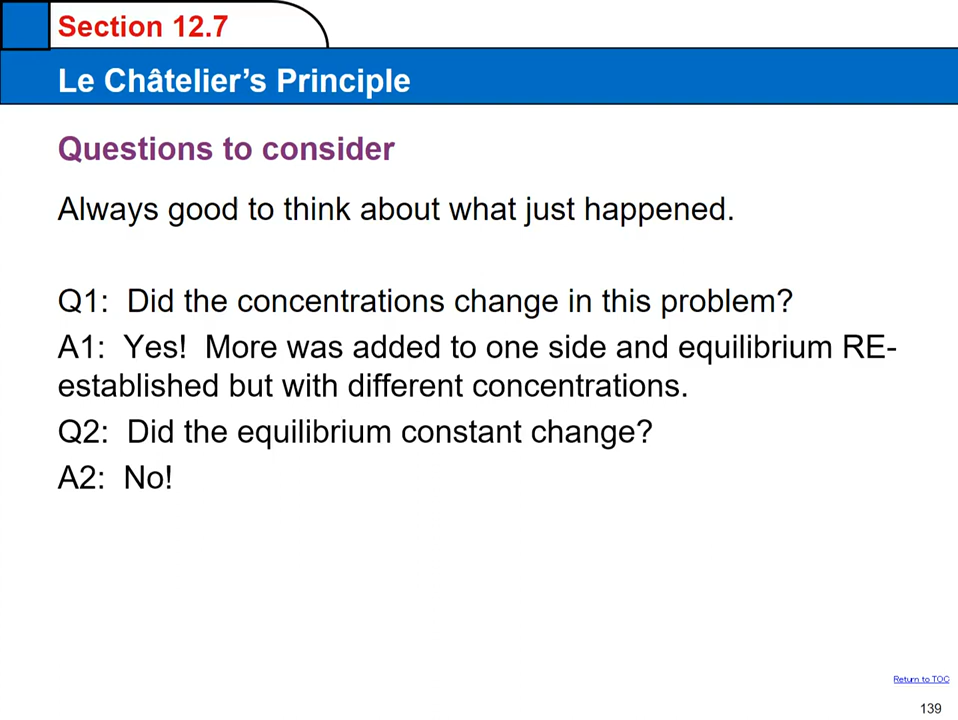 Section 12.7
Le Châtelier’s Principle
Questions to consider
Always good to think about what just happened.
Q1:  Did the concentrations change in this problem?
A1:  Yes!  More was added to one side and equilibrium RE-
established but with different concentrations.
Q2:  Did the equilibrium constant change?
A2:  No!
Return to TOC
139